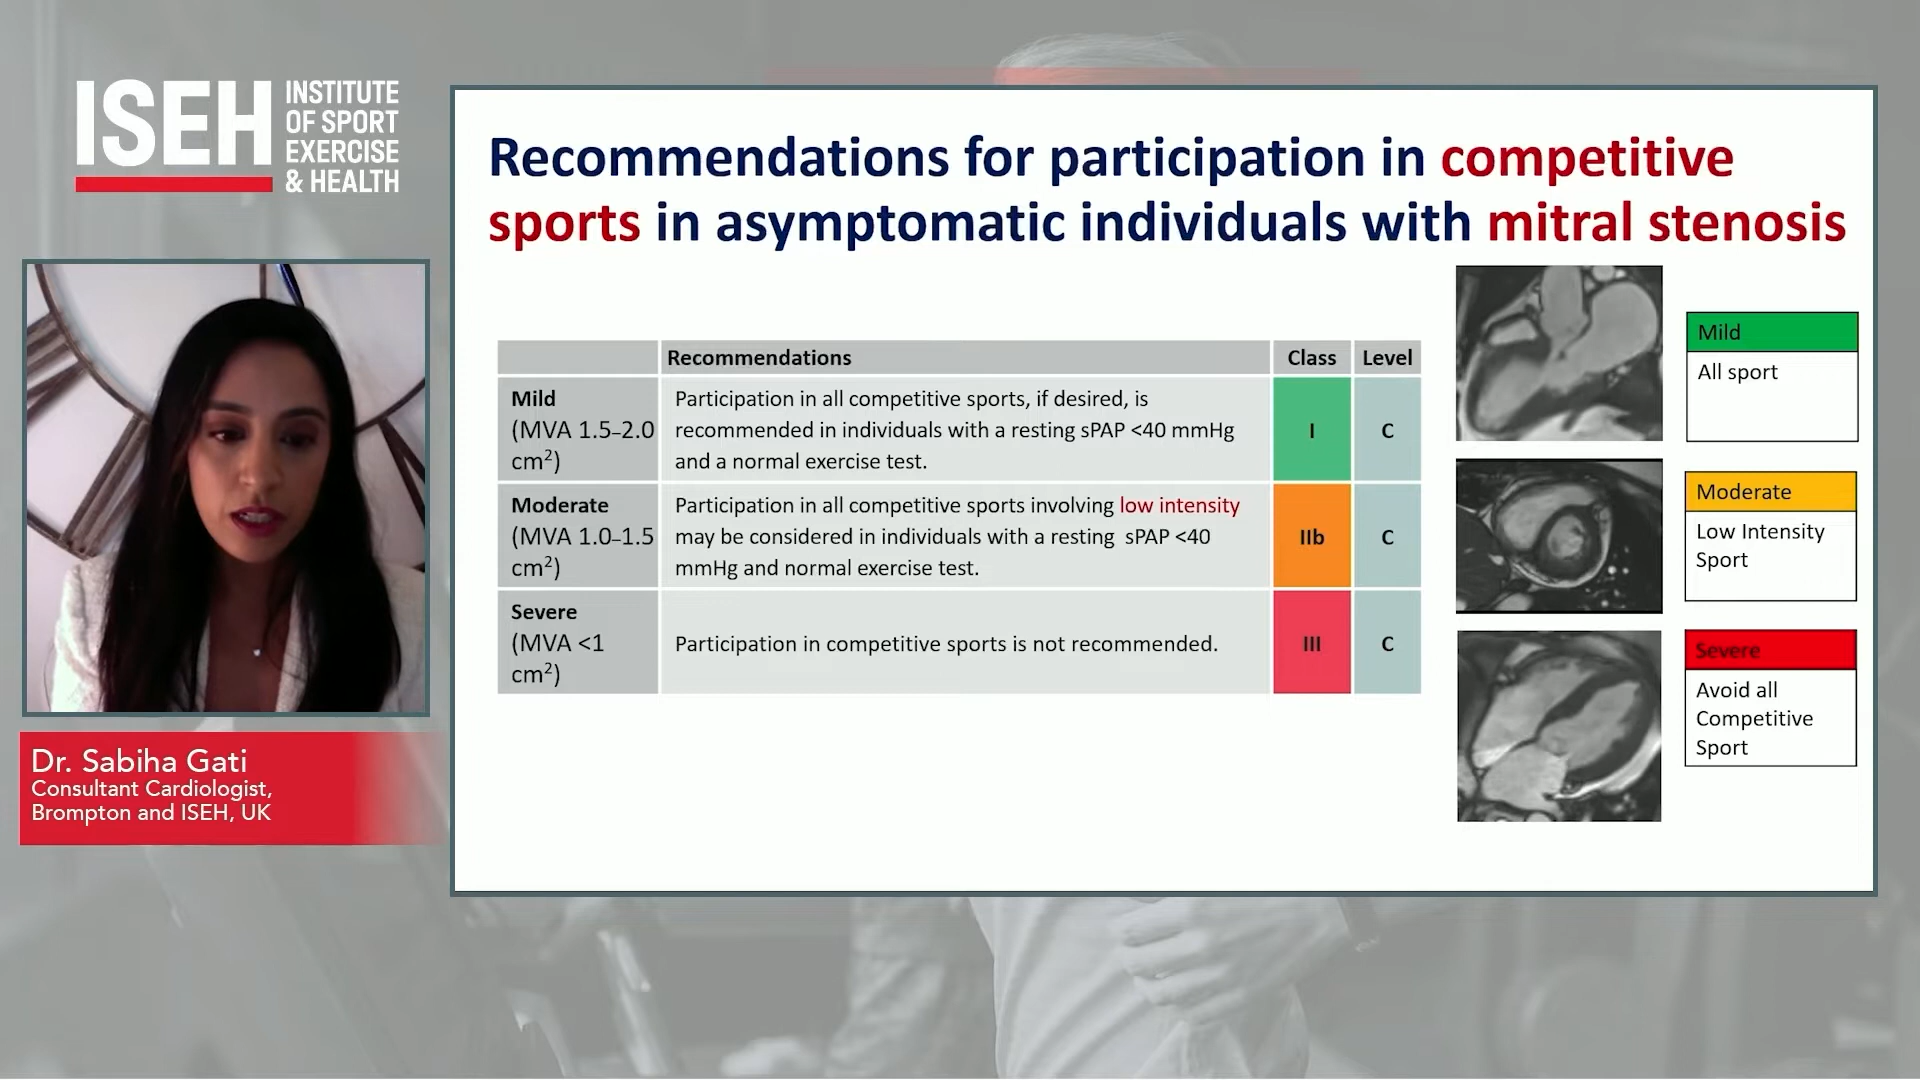 ISEH
INSTITUTE
OF SPORT
EXERCISE
& HEALTH
Recommendations for participation in competitive
sports in asymptomatic individuals with mitral stenosis
Recommendations Class Level
Mild
(MVA 1.5–2.0
cm²)
Participation in all competitive sports, if desired, is
recommended in individuals with a resting sPAP <40 mmHg
and a normal exercise test.
I
C
Moderate
(MVA 1.0–1.5
cm²)
Participation in all competitive sports involving low intensity
may be considered in individuals with a resting sPAP <40
mmHg and normal exercise test.
IIb
C
Severe
(MVA <1
cm²)
Participation in competitive sports is not recommended.
III
C
Mild
All sport
Moderate
Low Intensity
Sport
Severe
Avoid all
Competitive
Sport
Dr. Sabiha Gati
Consultant Cardiologist,
Brompton and ISEH, UK